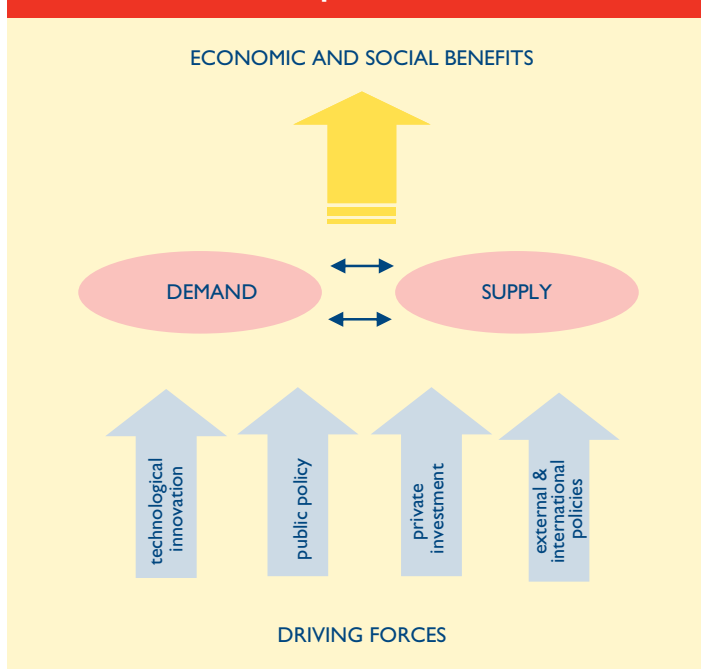 ECONOMIC AND SOCIAL BENEFITS
DEMAND
SUPPLY
technological
innovation
public policy
private
investment
external &
international
policies
DRIVING FORCES